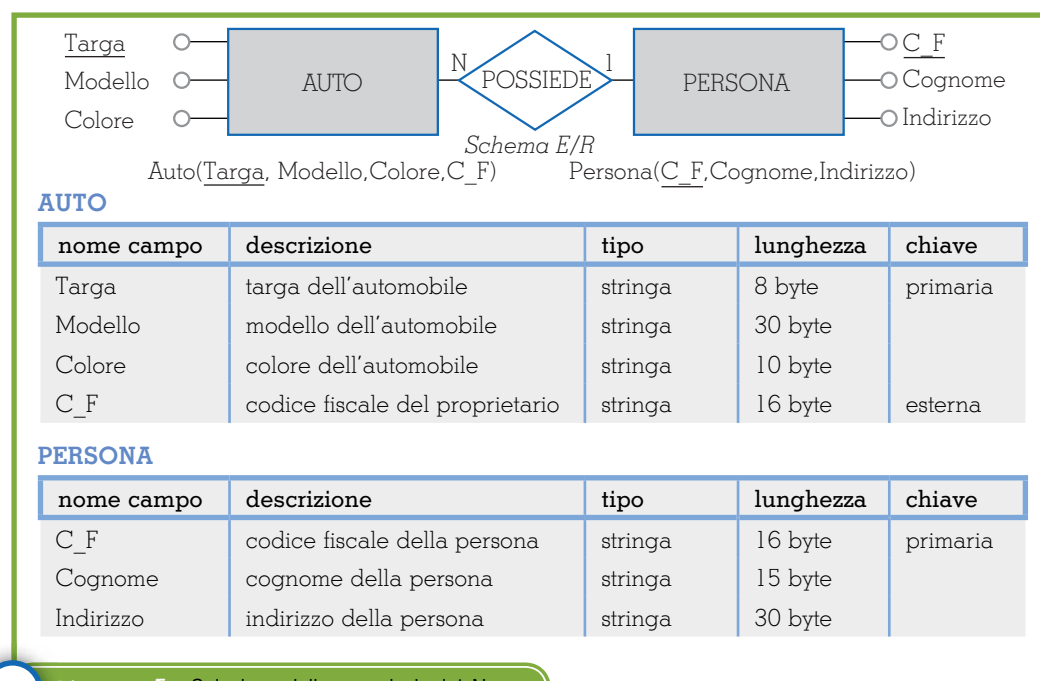 Targa N 1 C_F
Modello AUTO POSSIEDE PERSONA Cognome
Colore Indirizzo
Schema E/R
Auto(Targa, Modello,Colore,C_F) Persona(C_F,Cognome,Indirizzo)
AUTO
nome campo descrizione tipo lunghezza chiave
Targa targa dell'automobile stringa 8 byte primaria
Modello modello dell'automobile stringa 30 byte
Colore colore dell'automobile stringa 10 byte
C_F codice fiscale del proprietario stringa 16 byte esterna
PERSONA
nome campo descrizione tipo lunghezza chiave
C_F codice fiscale della persona stringa 16 byte primaria
Cognome cognome della persona stringa 15 byte
Indirizzo indirizzo della persona stringa 30 byte